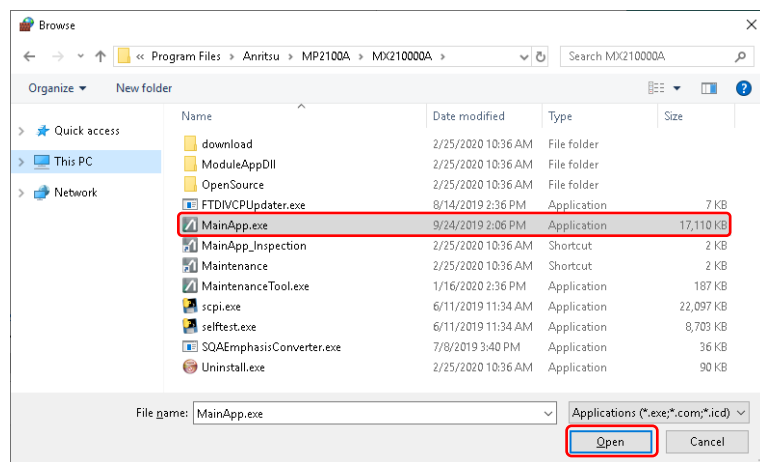 Browse
« Program Files > Anritsu > MP2100A > MX210000A >
Search MX210000A
Organize
New folder
Name Date modified Type Size
Quick access
This PC
Network
download 2/25/2020 10:36 AM File folder
ModuleAppDll 2/25/2020 10:36 AM File folder
OpenSource 2/25/2020 10:36 AM File folder
FTDIVCPUpdater.exe 8/14/2019 2:36 PM Application 7 KB
MainApp.exe 9/24/2019 2:06 PM Application 17,110 KB
MainApp_Inspection 2/25/2020 10:36 AM Shortcut 2 KB
Maintenance 2/25/2020 10:36 AM Shortcut 2 KB
MaintenanceTool.exe 1/16/2020 2:36 PM Application 187 KB
scpi.exe 6/11/2019 11:34 AM Application 22,097 KB
selftest.exe 6/11/2019 11:34 AM Application 8,703 KB
SQAEmphasisConverter.exe 7/8/2019 3:40 PM Application 36 KB
Uninstall.exe 2/25/2020 10:36 AM Application 90 KB
File name: MainApp.exe
Applications (*.exe;*.com;*.icd)
Open
Cancel